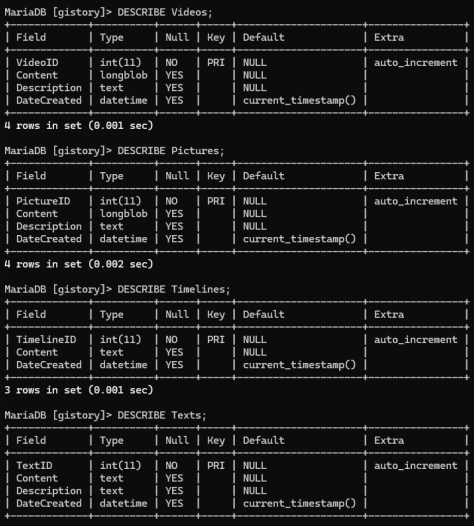 MariaDB [gistory]> DESCRIBE Videos;
+-------------+----------+------+-----+---------------------+----------------+
| Field       | Type     | Null | Key | Default             | Extra          |
+-------------+----------+------+-----+---------------------+----------------+
| VideoID     | int(11)  | NO   | PRI | NULL                | auto_increment |
| Content     | longblob | YES  |     | NULL                |                |
| Description | text     | YES  |     | NULL                |                |
| DateCreated | datetime | YES  |     | current_timestamp() |                |
+-------------+----------+------+-----+---------------------+----------------+
4 rows in set (0.001 sec)

MariaDB [gistory]> DESCRIBE Pictures;
+-------------+----------+------+-----+---------------------+----------------+
| Field       | Type     | Null | Key | Default             | Extra          |
+-------------+----------+------+-----+---------------------+----------------+
| PictureID   | int(11)  | NO   | PRI | NULL                | auto_increment |
| Content     | longblob | YES  |     | NULL                |                |
| Description | text     | YES  |     | NULL                |                |
| DateCreated | datetime | YES  |     | current_timestamp() |                |
+-------------+----------+------+-----+---------------------+----------------+
4 rows in set (0.002 sec)

MariaDB [gistory]> DESCRIBE Timelines;
+-------------+----------+------+-----+---------------------+----------------+
| Field       | Type     | Null | Key | Default             | Extra          |
+-------------+----------+------+-----+---------------------+----------------+
| TimelineID  | int(11)  | NO   | PRI | NULL                | auto_increment |
| Content     | text     | YES  |     | NULL                |                |
| DateCreated | datetime | YES  |     | current_timestamp() |                |
+-------------+----------+------+-----+---------------------+----------------+
3 rows in set (0.001 sec)

MariaDB [gistory]> DESCRIBE Texts;
+-------------+----------+------+-----+---------------------+----------------+
| Field       | Type     | Null | Key | Default             | Extra          |
+-------------+----------+------+-----+---------------------+----------------+
| TextID      | int(11)  | NO   | PRI | NULL                | auto_increment |
| Content     | text     | YES  |     | NULL                |                |
| Description | text     | YES  |     | NULL                |                |
| DateCreated | datetime | YES  |     | current_timestamp() |                |
+-------------+----------+------+-----+---------------------+----------------+